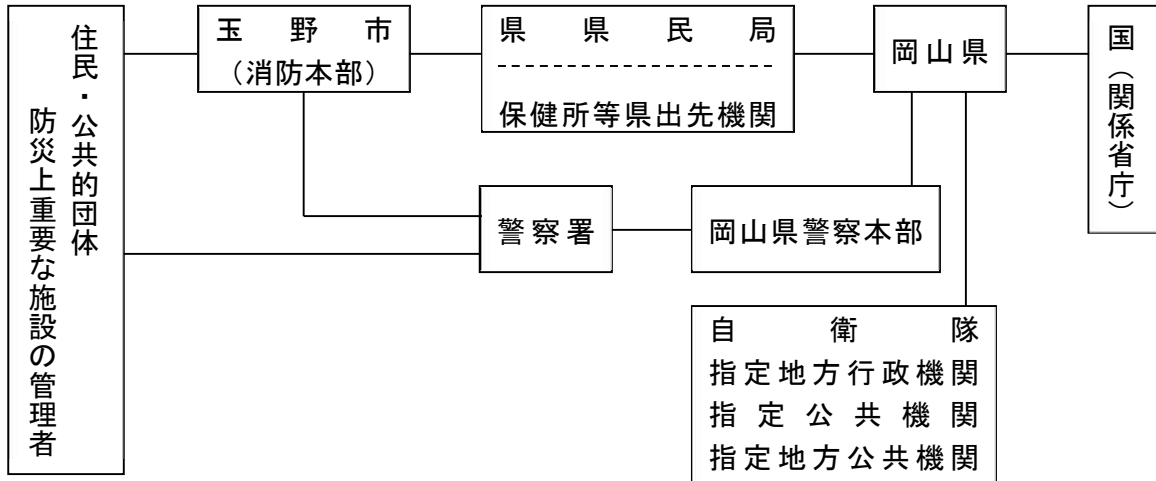 住民・公共的団体
防災上重要な施設の管理者
玉野市
（消防本部）
県県民局
保健所等県出先機関
岡山県
国（関係省庁）
警察署
岡山県警察本部
自衛隊
指定地方行政機関
指定公共機関
指定地方公共機関